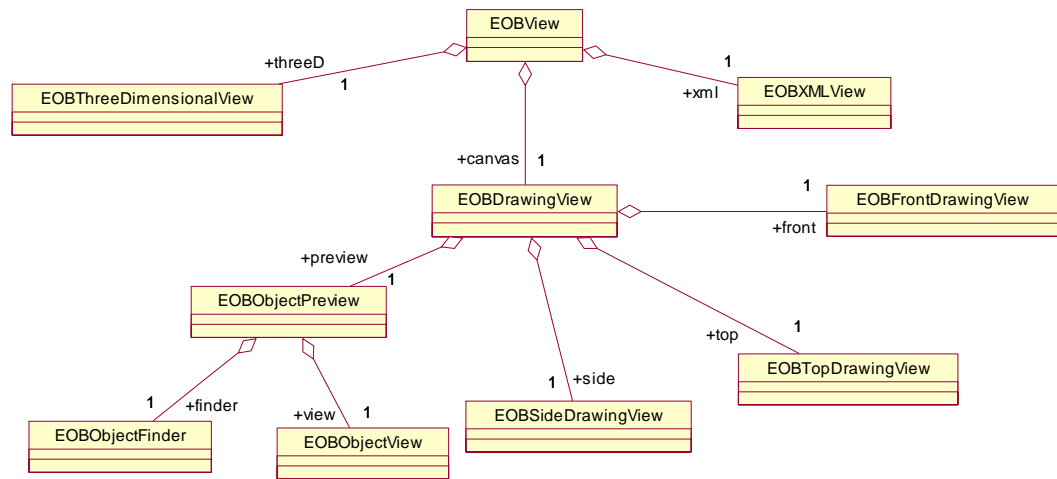 EOBView
+threeD
1
1
+xml
EOBThreeDimensionalView
EOBXMLView
+canvas
1
EOBDrawingView
1
EOBFrontDrawingView
+front
+preview
1
EOBObjectPreview
+top
1
EOBTopDrawingView
1
+finder
+view
1
1
+side
EOBObjectFinder
EOBObjectView
EOBSideDrawingView